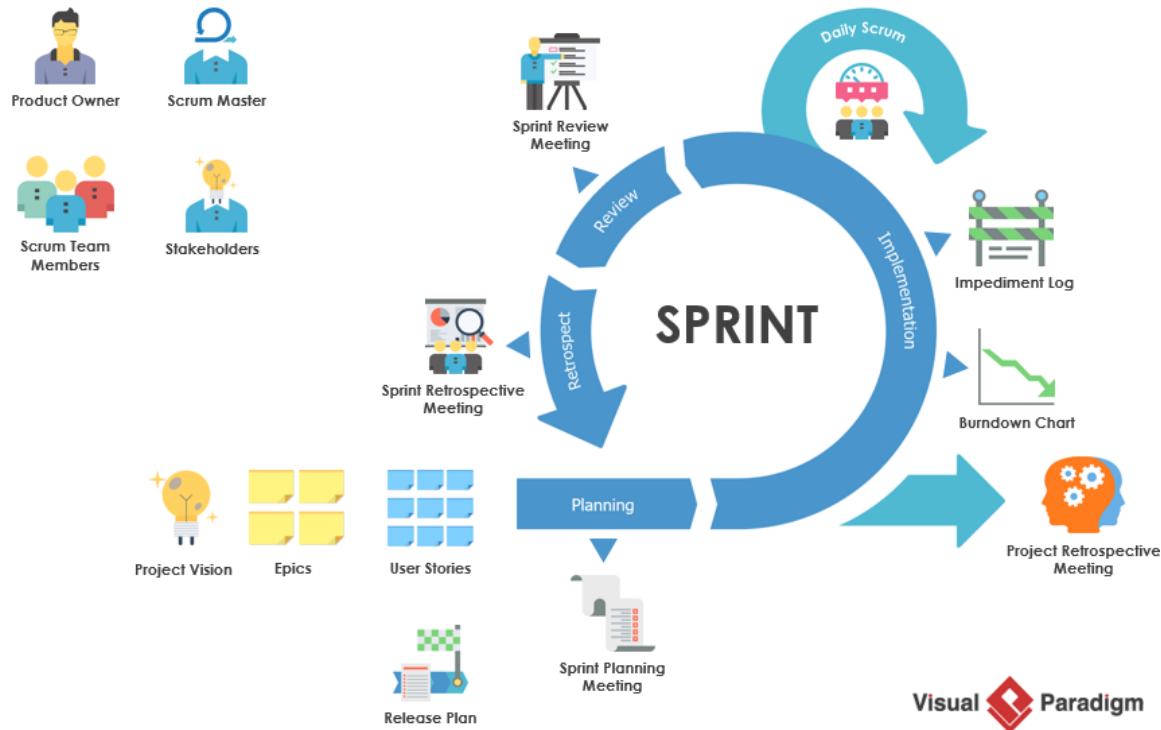 Product Owner
Scrum Master
Scrum Team
Members
Stakeholders
Sprint Review
Meeting
Daily Scrum
Review
Implementation
Impediment Log
SPRINT
Retrospect
Sprint Retrospective
Meeting
Burndown Chart
Planning
Project Vision
Epics
User Stories
Project Retrospective
Meeting
Sprint Planning
Meeting
Release Plan
Visual Paradigm